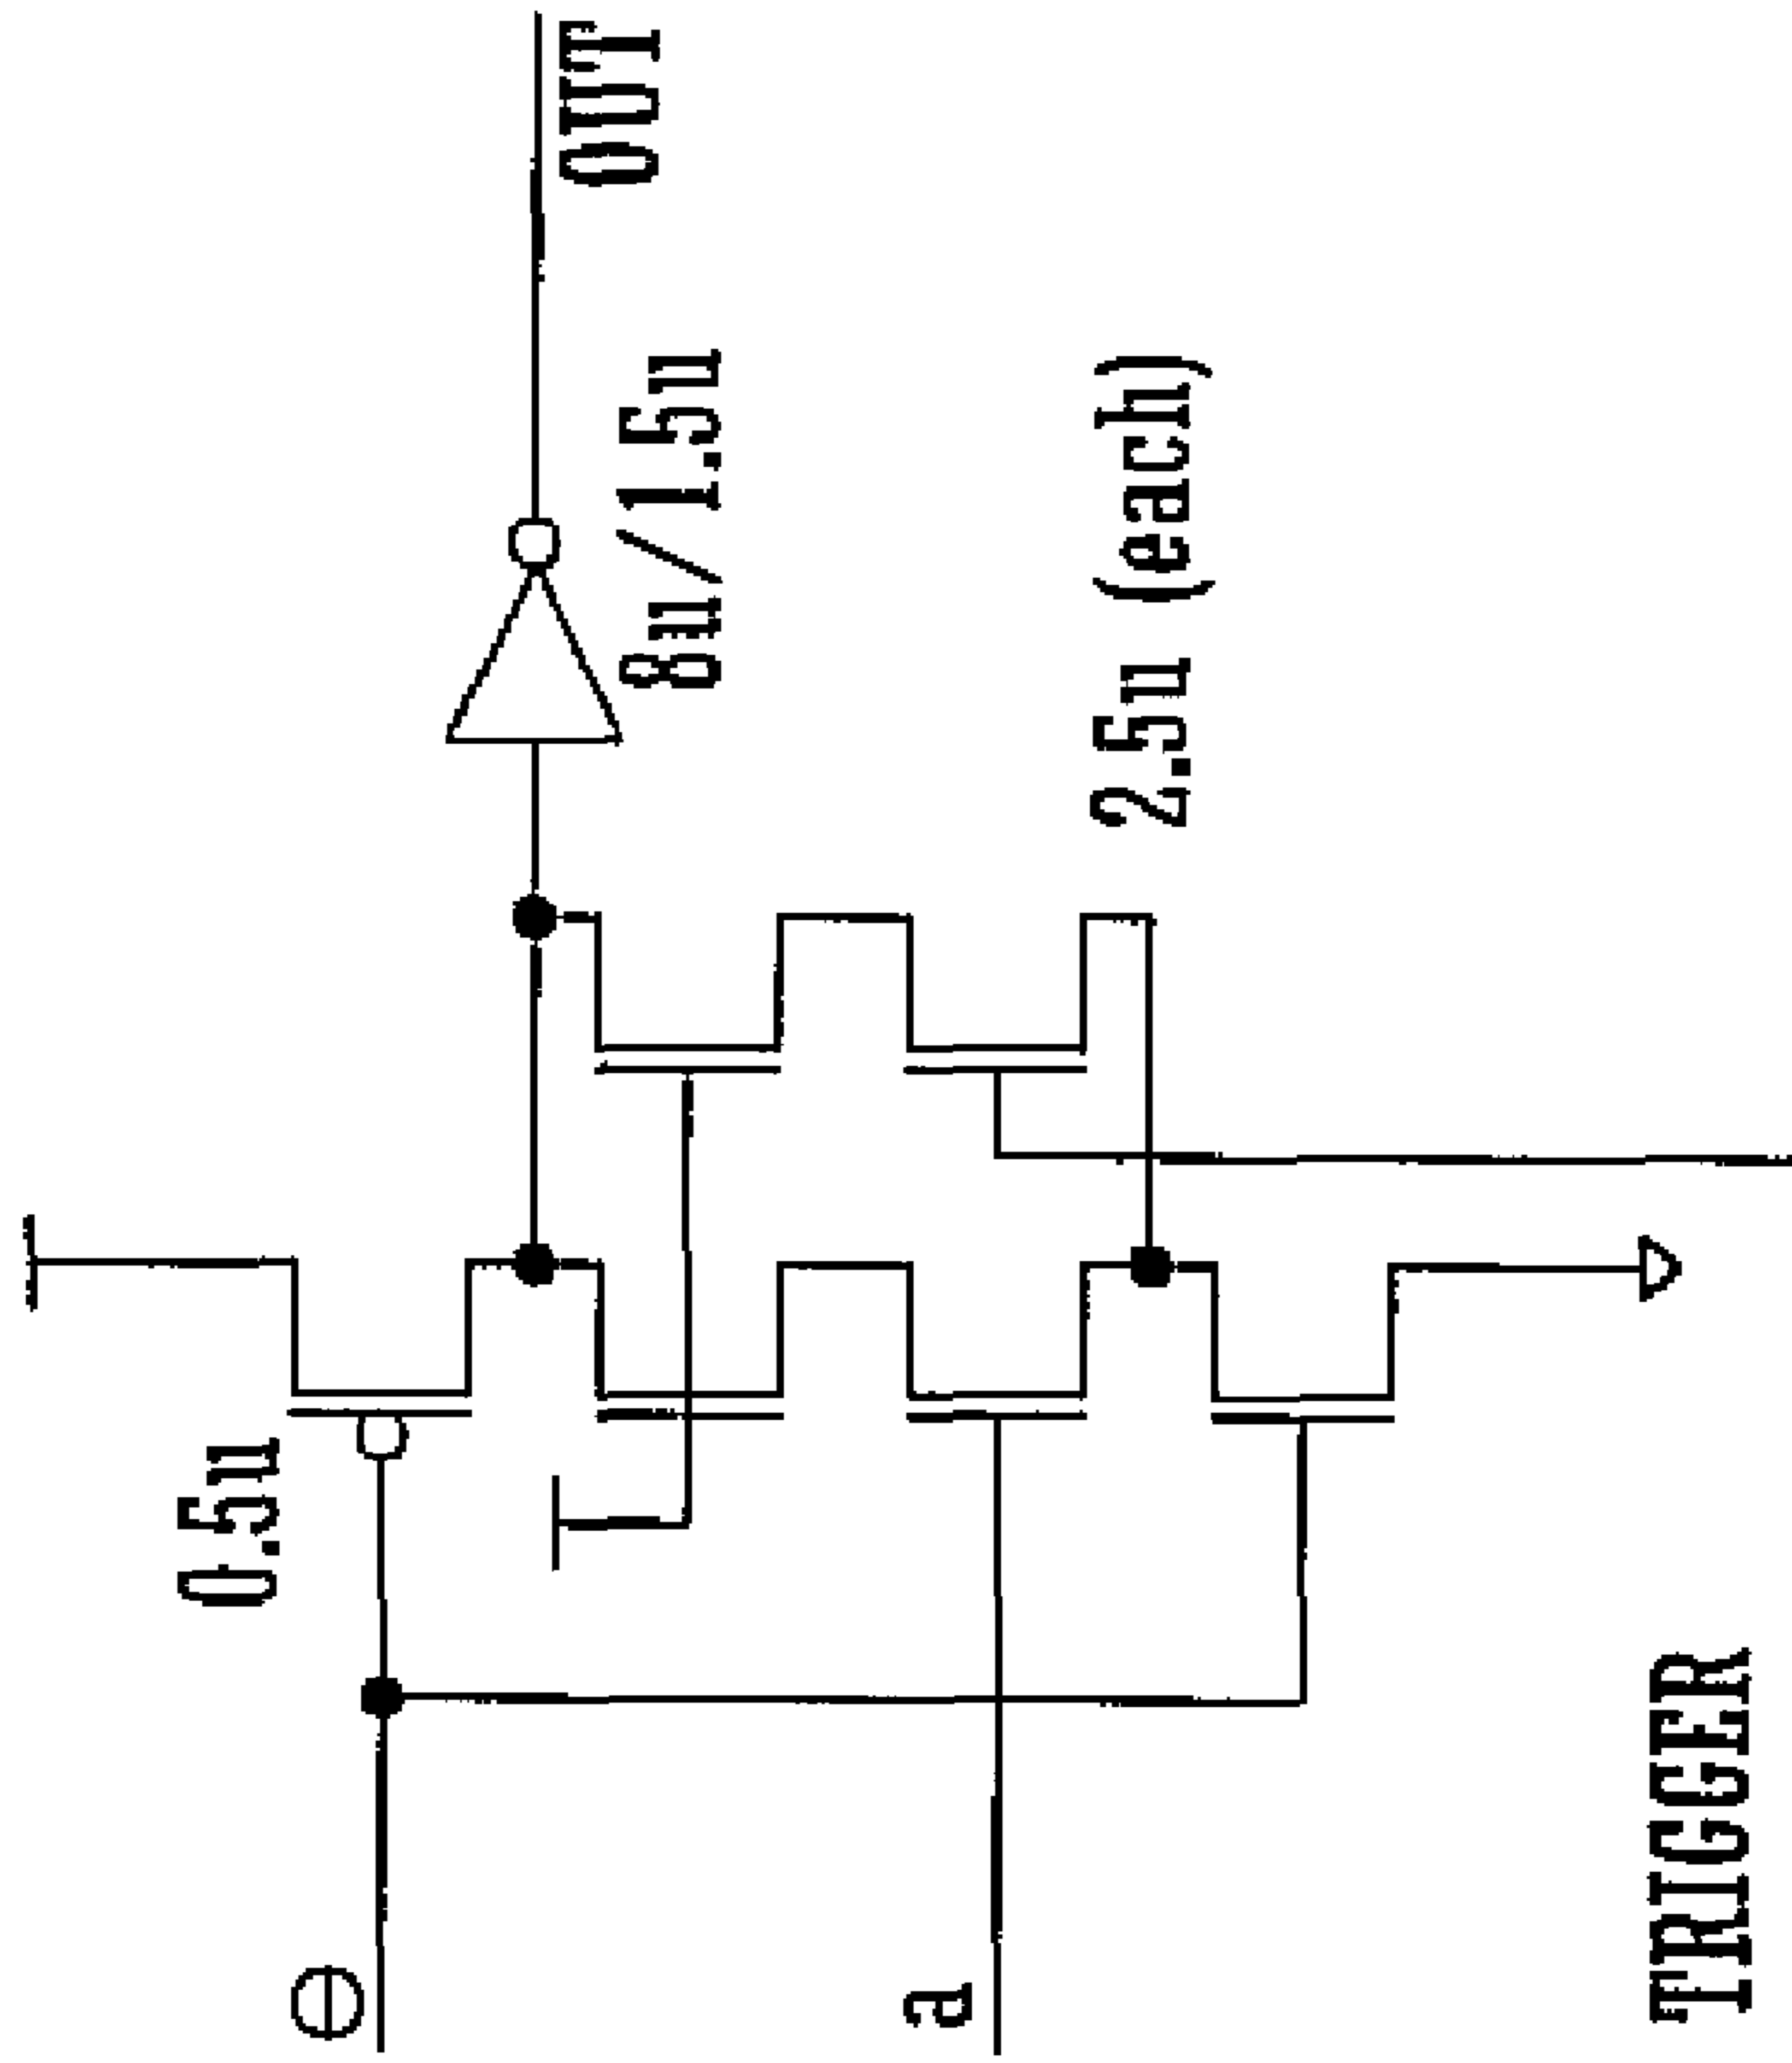 0.5u
Θ
OUT
8u/1.5u
a
2.5u (each)
TRIGGER